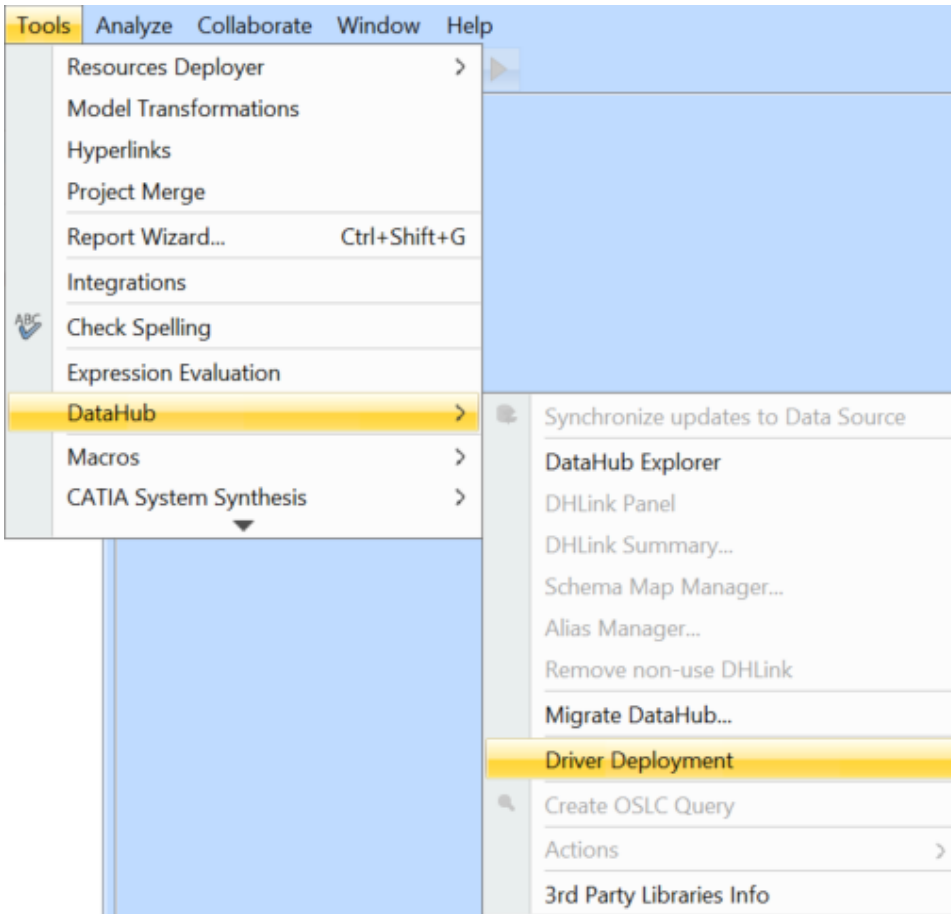 Tools Analyze Collaborate Window Help
Resources Deployer
Model Transformations
Hyperlinks
Project Merge
Report Wizard... Ctrl+Shift+G
Integrations
ABC Check Spelling
Expression Evaluation
DataHub
Macros
CATIA System Synthesis
Synchronize updates to Data Source
DataHub Explorer
DHLink Panel
DHLink Summary...
Schema Map Manager...
Alias Manager...
Remove non-use DHLink
Migrate DataHub...
Driver Deployment
Create OSLC Query
Actions
3rd Party Libraries Info